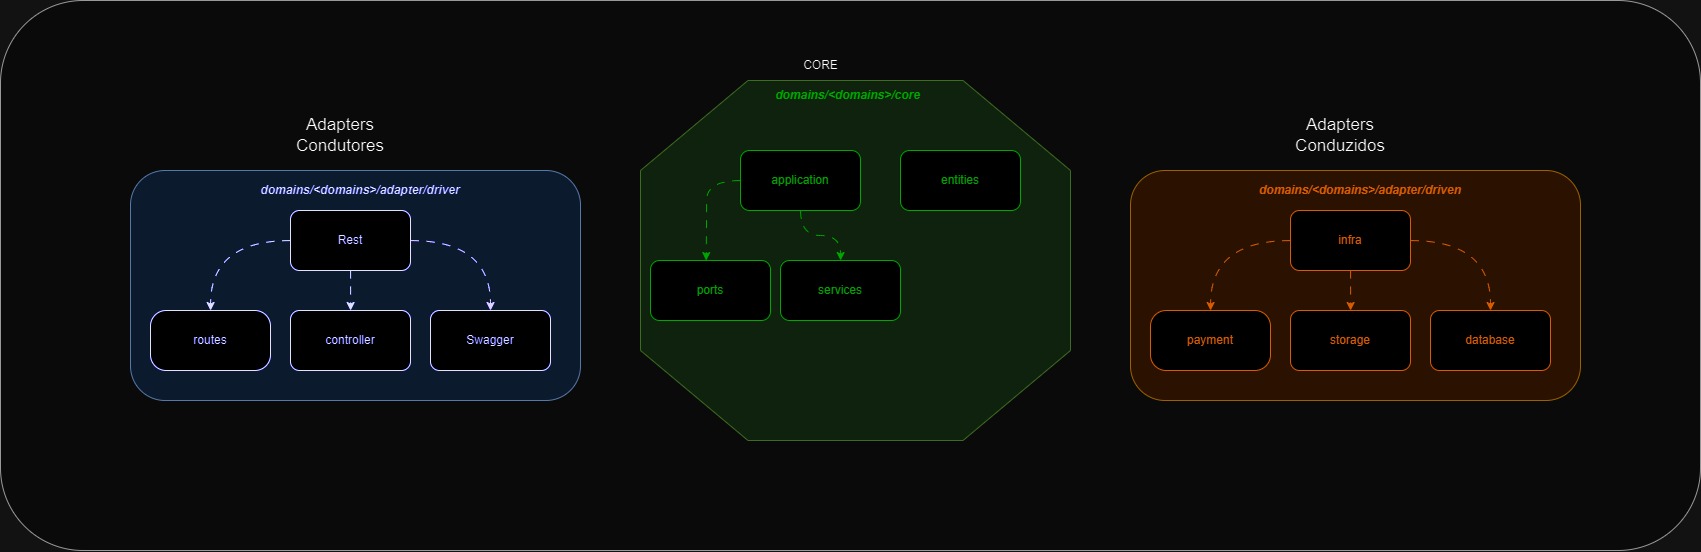 CORE
domains/<domains>/core
Adapters
Condutores
domains/<domains>/adapter/driver
Rest
routes
controller
Swagger
application
entities
ports
services
Adapters
Conduzidos
domains/<domains>/adapter/driven
infra
payment
storage
database